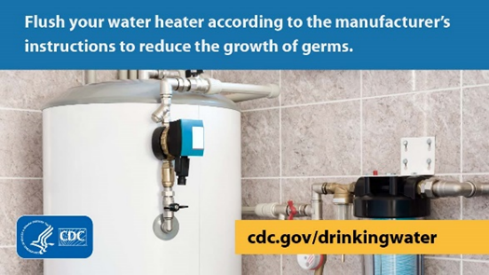 Flush your water heater according to the manufacturer's
instructions to reduce the growth of germs.
CDC
cdc.gov/drinkingwater